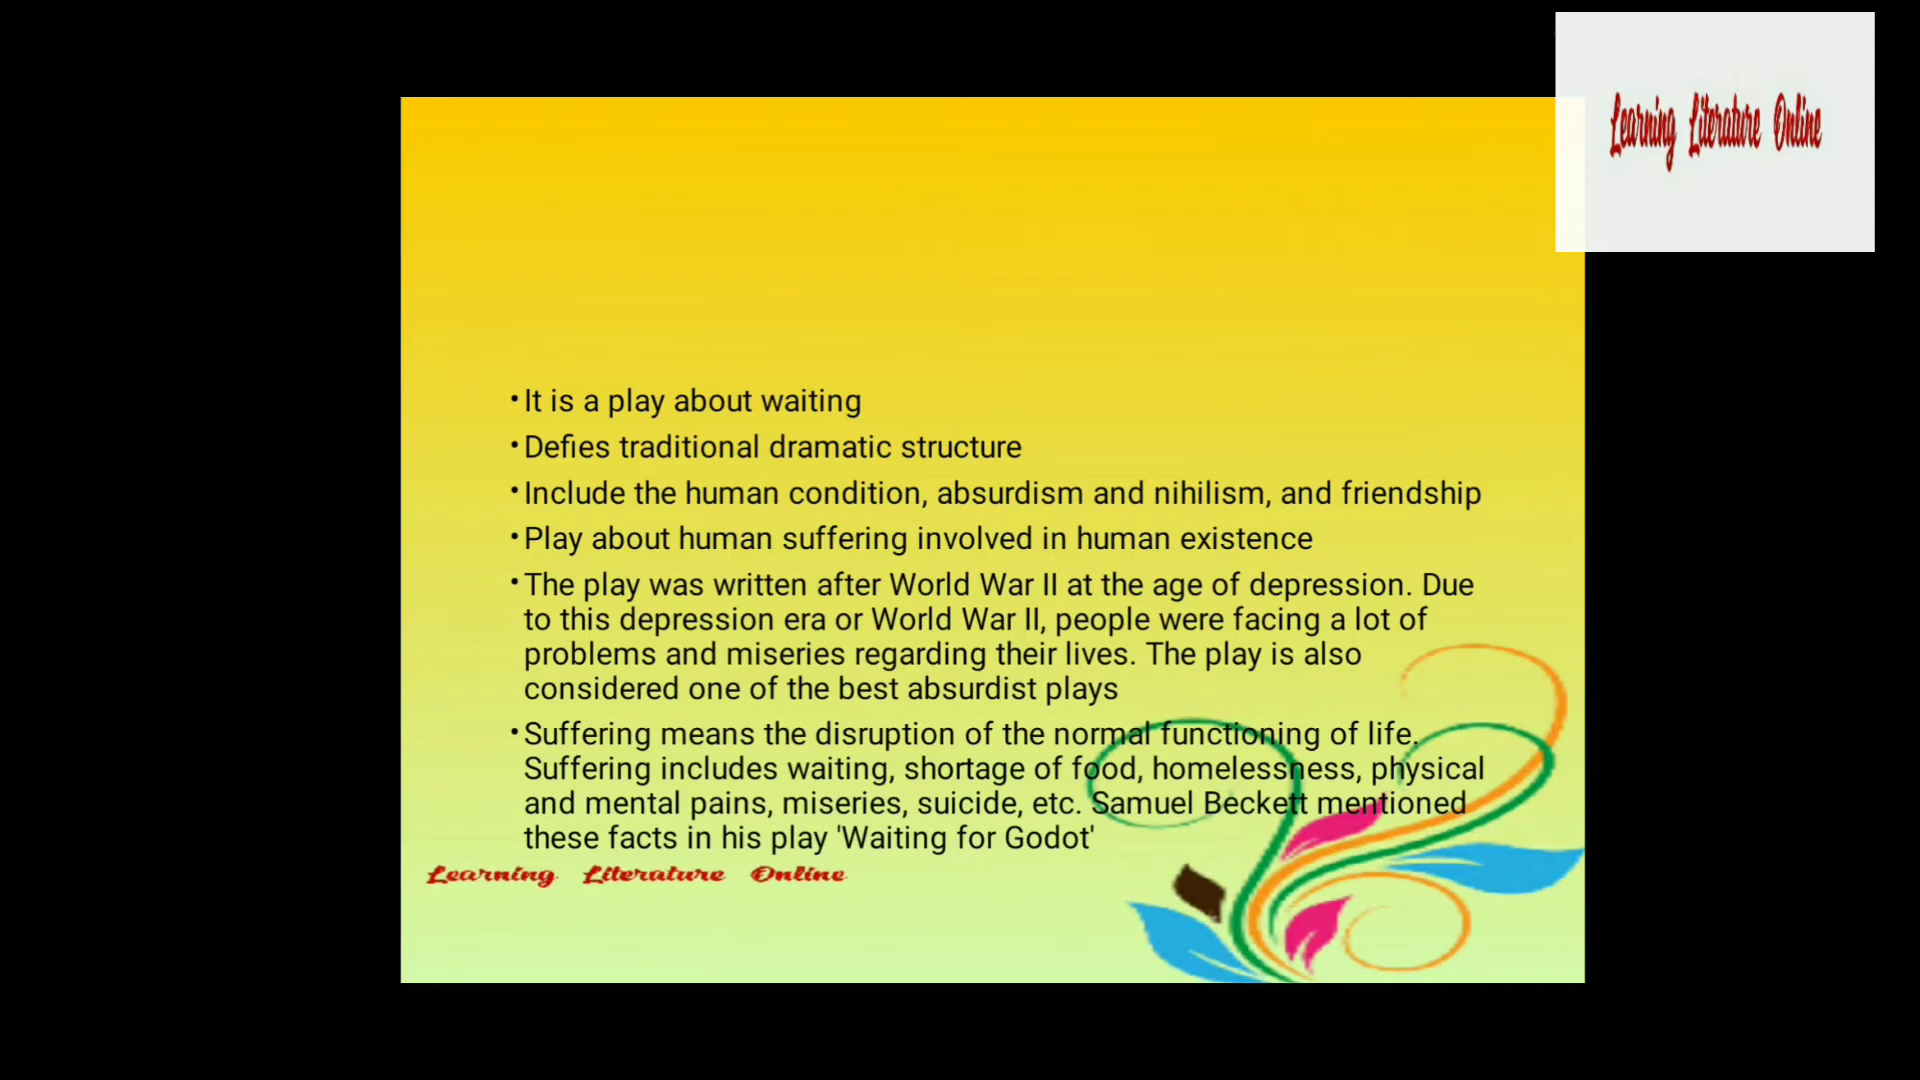 Learning Literature Online
• It is a play about waiting
• Defies traditional dramatic structure
• Include the human condition, absurdism and nihilism, and friendship
• Play about human suffering involved in human existence
• The play was written after World War II at the age of depression. Due
to this depression era or World War II, people were facing a lot of
problems and miseries regarding their lives. The play is also
considered one of the best absurdist plays
• Suffering means the disruption of the normal functioning of life.
Suffering includes waiting, shortage of food, homelessness, physical
and mental pains, miseries, suicide, etc. Samuel Beckett mentioned
these facts in his play 'Waiting for Godot'
Learning Literature Online